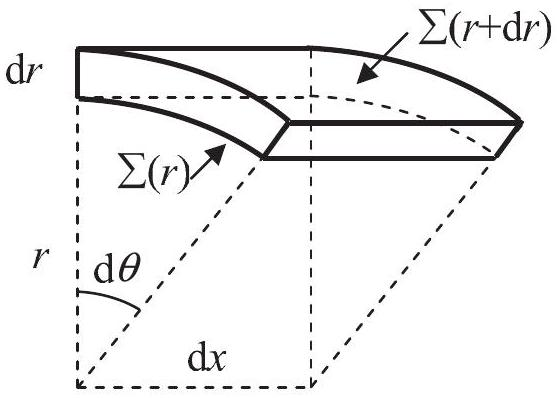 ∑(r+dr)
dr
∑(r)
r
dθ
dx